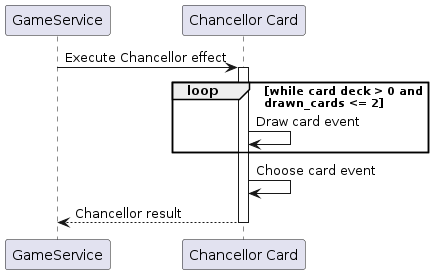 GameService
Chancellor Card
Execute Chancellor effect
loop
[while card deck > 0 and
drawn_cards <= 2]
Draw card event
Choose card event
Chancellor result
GameService
Chancellor Card